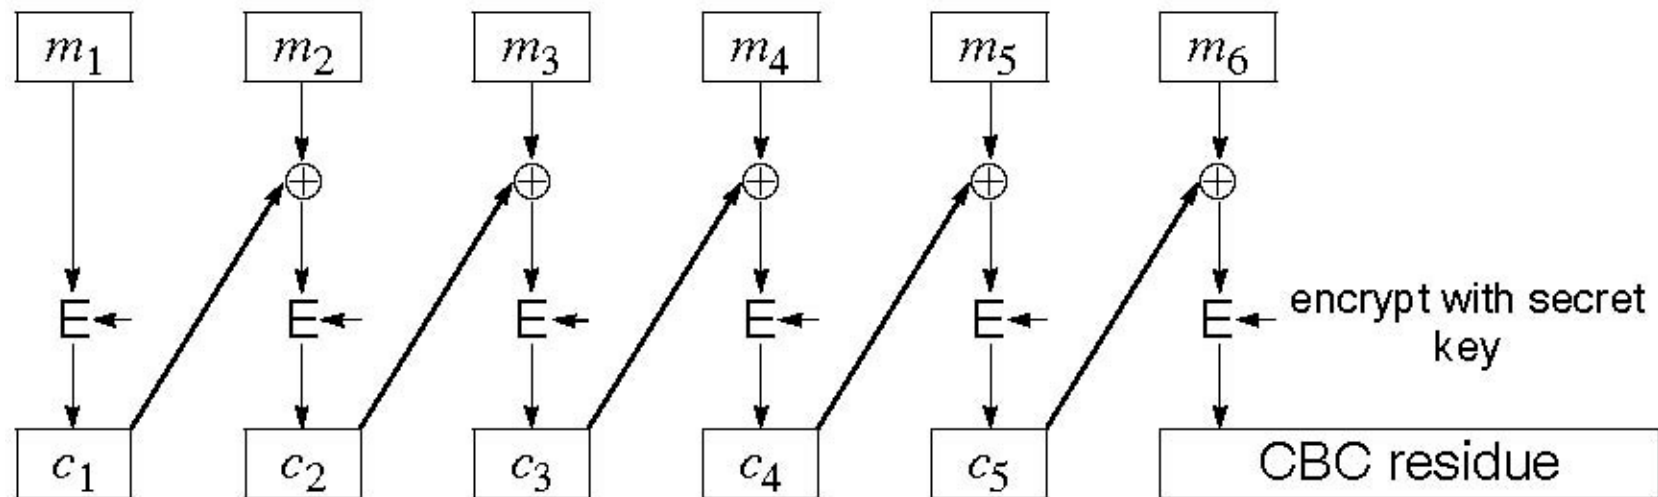 m1 m2 m3 m4 m5 m6
E E E E E E encrypt with secret
key
c1 c2 c3 c4 c5 CBC residue